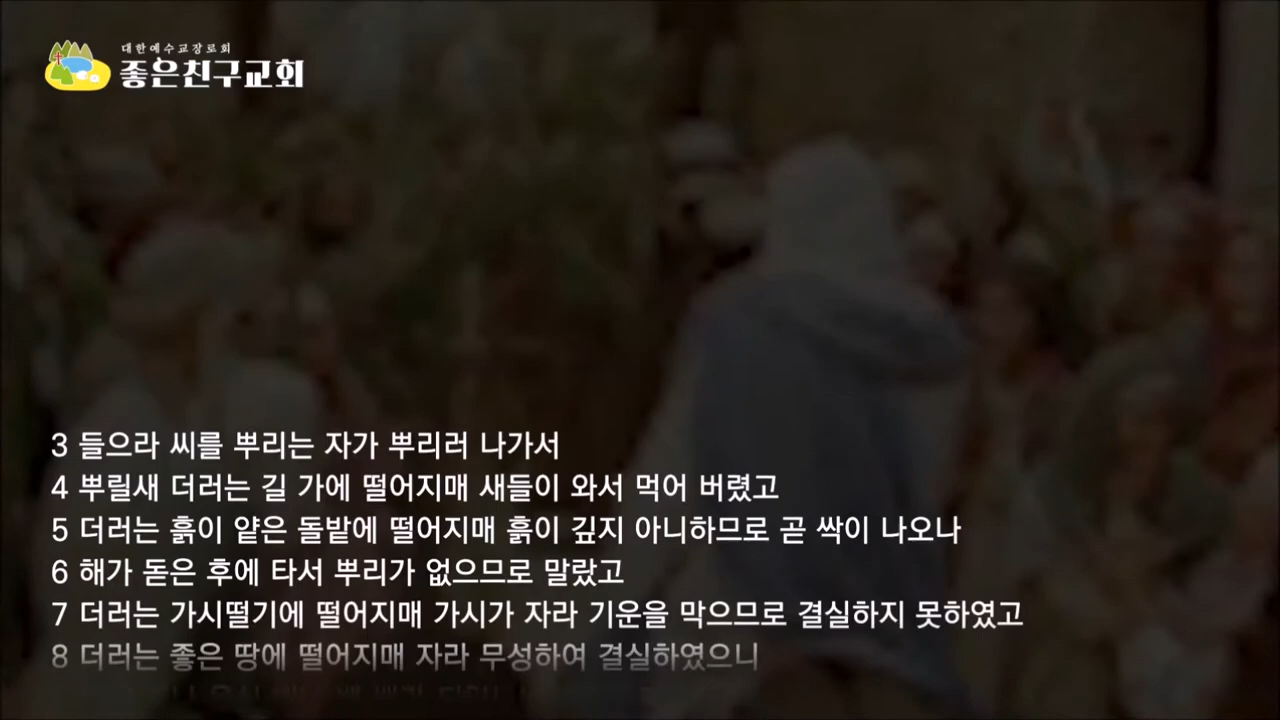 대한예수교장로회
좋은친구교회
3 들으라 씨를 뿌리는 자가 뿌리러 나가서
4 뿌릴새 더러는 길 가에 떨어지매 새들이 와서 먹어 버렸고
5 더러는 흙이 얕은 돌밭에 떨어지매 흙이 깊지 아니하므로 곧 싹이 나오나
6 해가 돋은 후에 타서 뿌리가 없으므로 말랐고
7 더러는 가시떨기에 떨어지매 가시가 자라 기운을 막으므로 결실하지 못하였고
8 더러는 좋은 땅에 떨어지매 자라 무성하여 결실하였으니